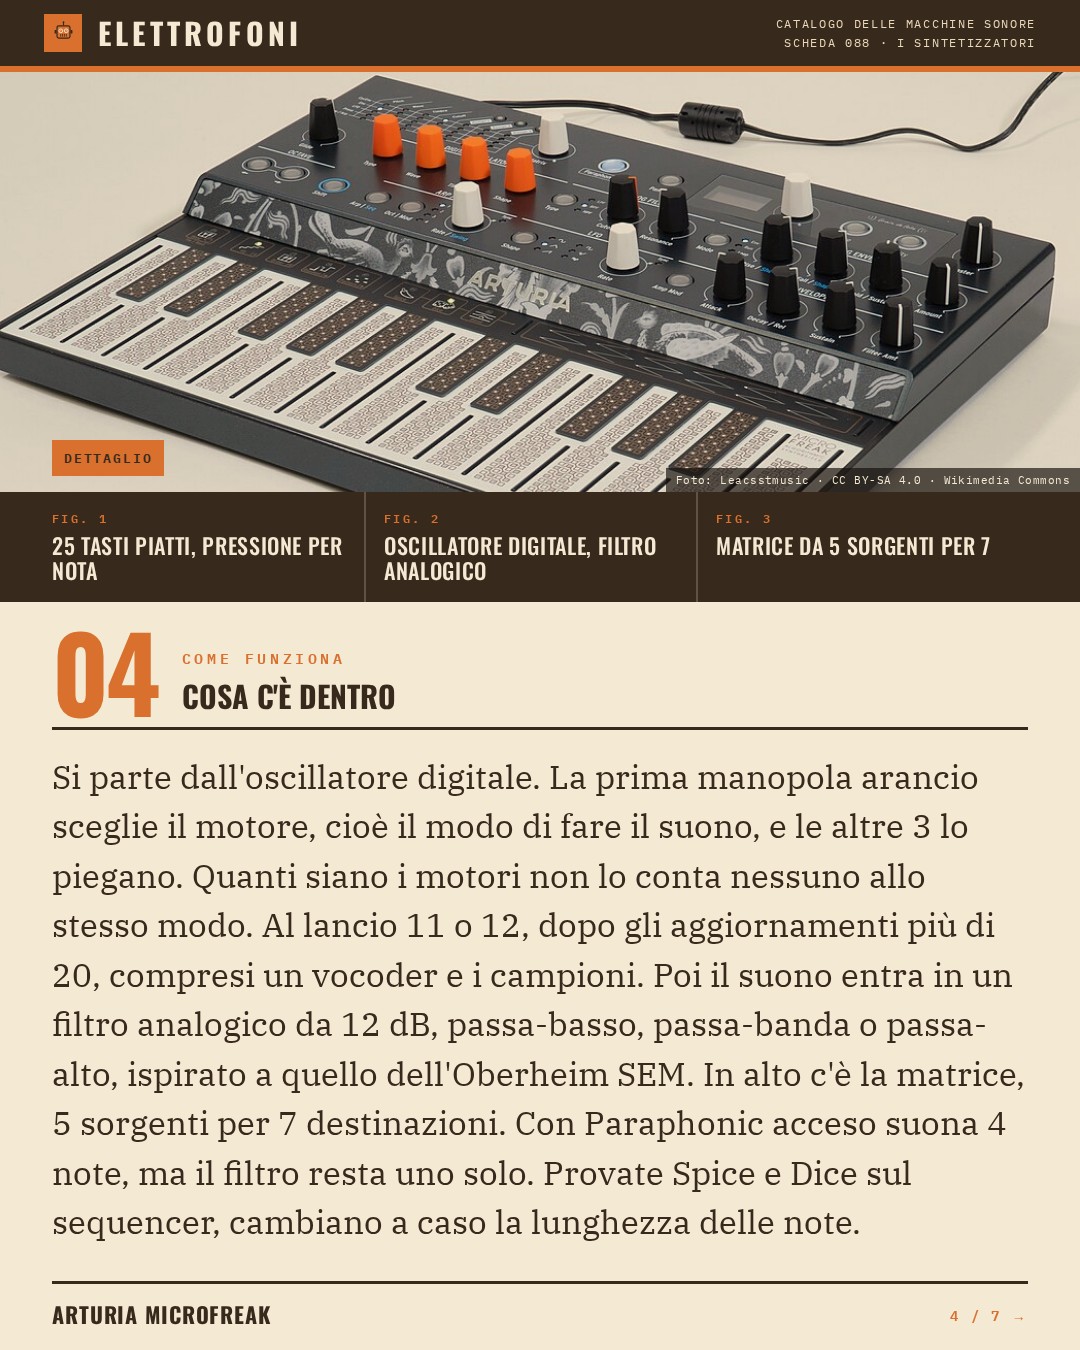 ELETTROFONI
CATALOGO DELLE MACCHINE SONORE
SCHEDA 088 · I SINTETIZZATORI
ARTURIA
MICRO
FREAK
DETTAGLIO
Foto: Leacsstmusic · CC BY-SA 4.0 · Wikimedia Commons
FIG. 1
25 TASTI PIATTI, PRESSIONE PER
NOTA
FIG. 2
OSCILLATORE DIGITALE, FILTRO
ANALOGICO
FIG. 3
MATRICE DA 5 SORGENTI PER 7
04
COME FUNZIONA
COSA C'È DENTRO
Si parte dall'oscillatore digitale. La prima manopola arancio
sceglie il motore, cioè il modo di fare il suono, e le altre 3 lo
piegano. Quanti siano i motori non lo conta nessuno allo
stesso modo. Al lancio 11 o 12, dopo gli aggiornamenti più di
20, compresi un vocoder e i campioni. Poi il suono entra in un
filtro analogico da 12 dB, passa-basso, passa-banda o passa-
alto, ispirato a quello dell'Oberheim SEM. In alto c'è la matrice,
5 sorgenti per 7 destinazioni. Con Paraphonic acceso suona 4
note, ma il filtro resta uno solo. Provate Spice e Dice sul
sequencer, cambiano a caso la lunghezza delle note.
ARTURIA MICROFREAK
4 / 7 →